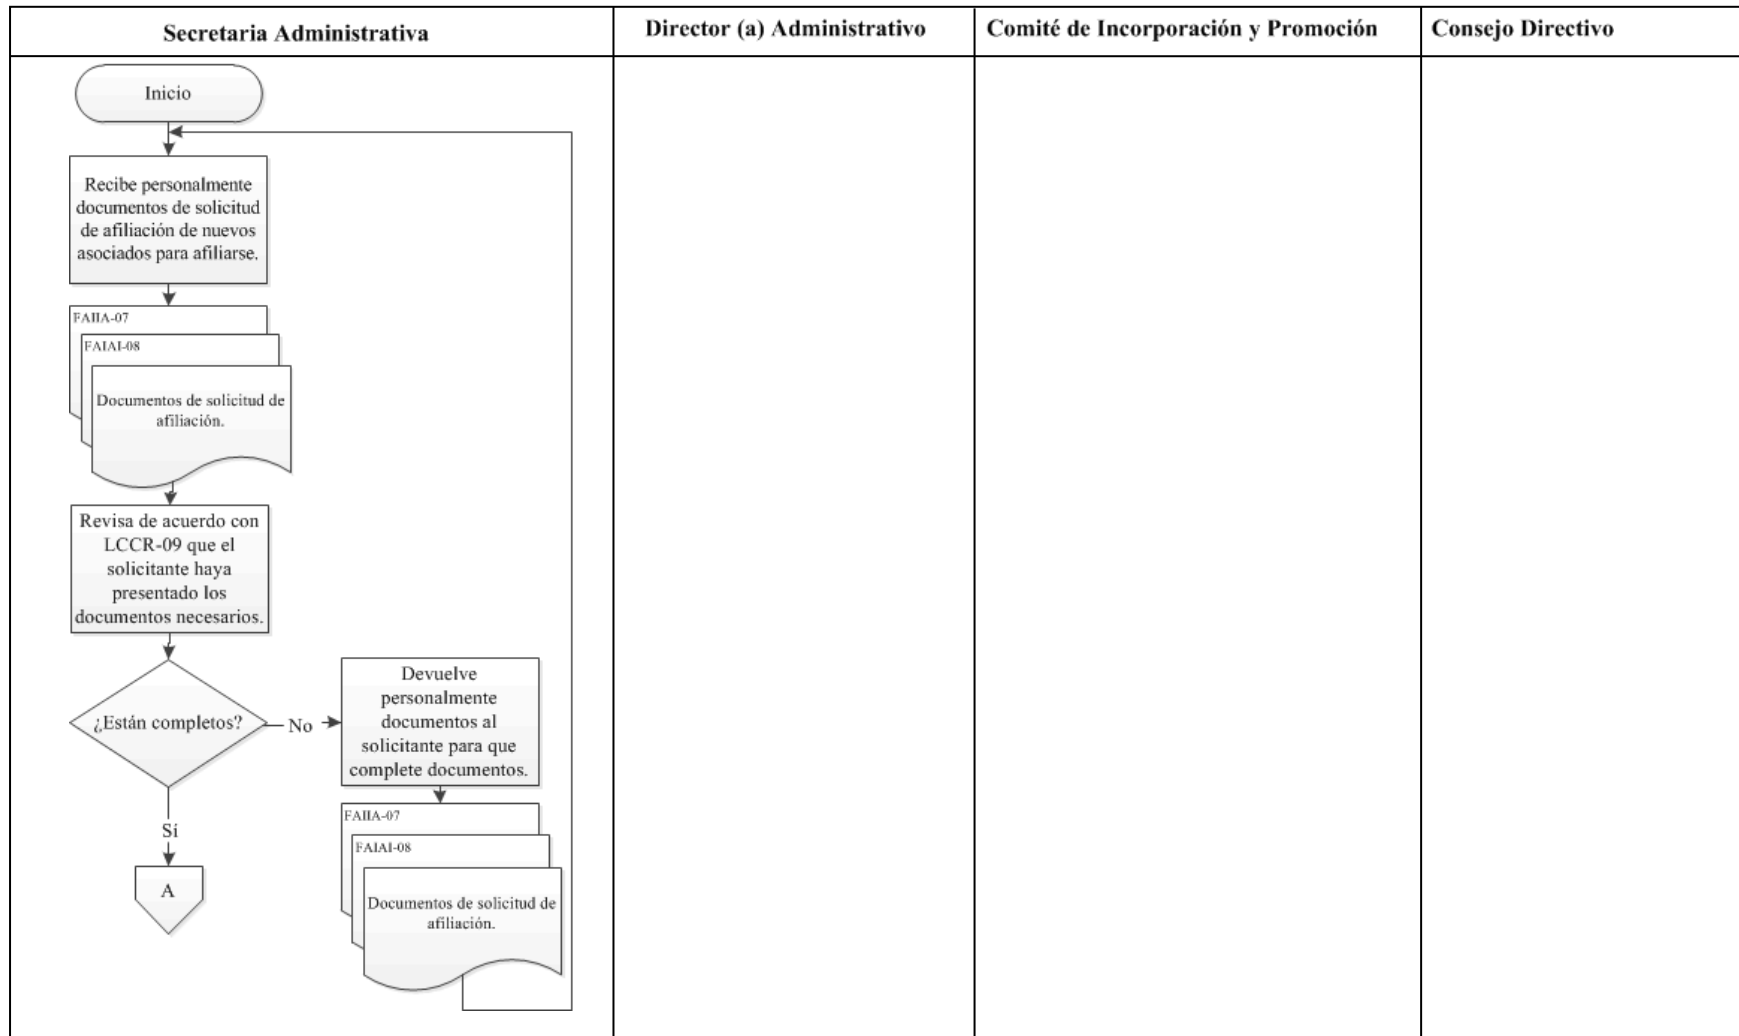 Secretaria Administrativa
Director (a) Administrativo
Comité de Incorporación y Promoción
Consejo Directivo
Inicio
Recibe personalmente
documentos de solicitud
de afiliación de nuevos
asociados para afiliarse.
FAIIA-07
FAIAI-08
Documentos de solicitud de
afiliación.
Revisa de acuerdo con
LCCR-09 que el
solicitante haya
presentado los
documentos necesarios.
¿Están completos?
No
Devuelve
personalmente
documentos al
solicitante para que
complete documentos.
Sí
A
FAIIA-07
FAIAI-08
Documentos de solicitud de
afiliación.